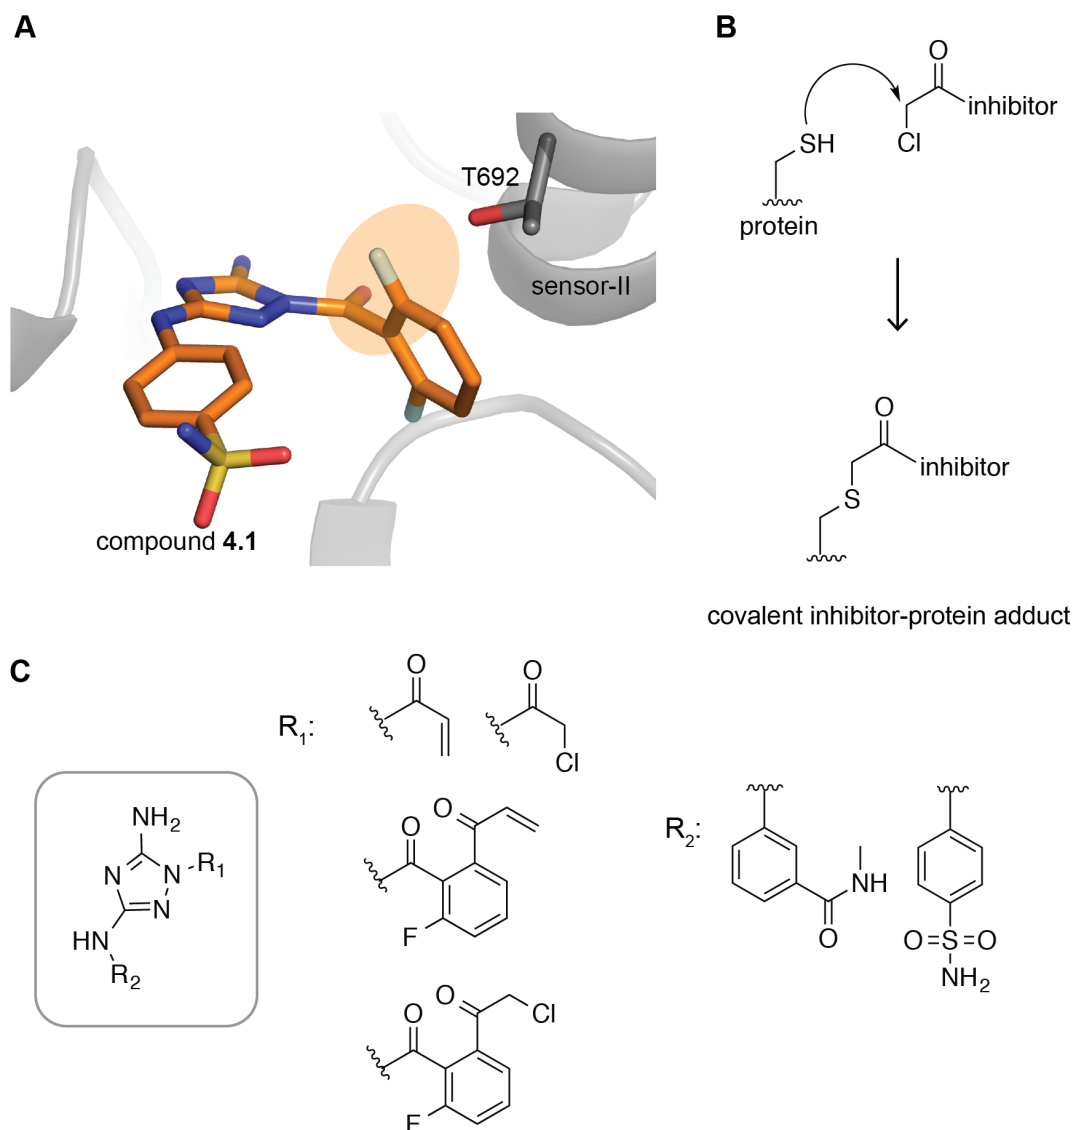 A
T692
sensor-II
compound 4.1
B
O
inhibitor
Cl
SH
protein
O
inhibitor
S
covalent inhibitor-protein adduct
C
R1:
O
O
Cl
NH2
N
N
R1
N
HN
R2
O
O
F
O
O
Cl
F
R2:
N
H
O
O=S=O
NH2